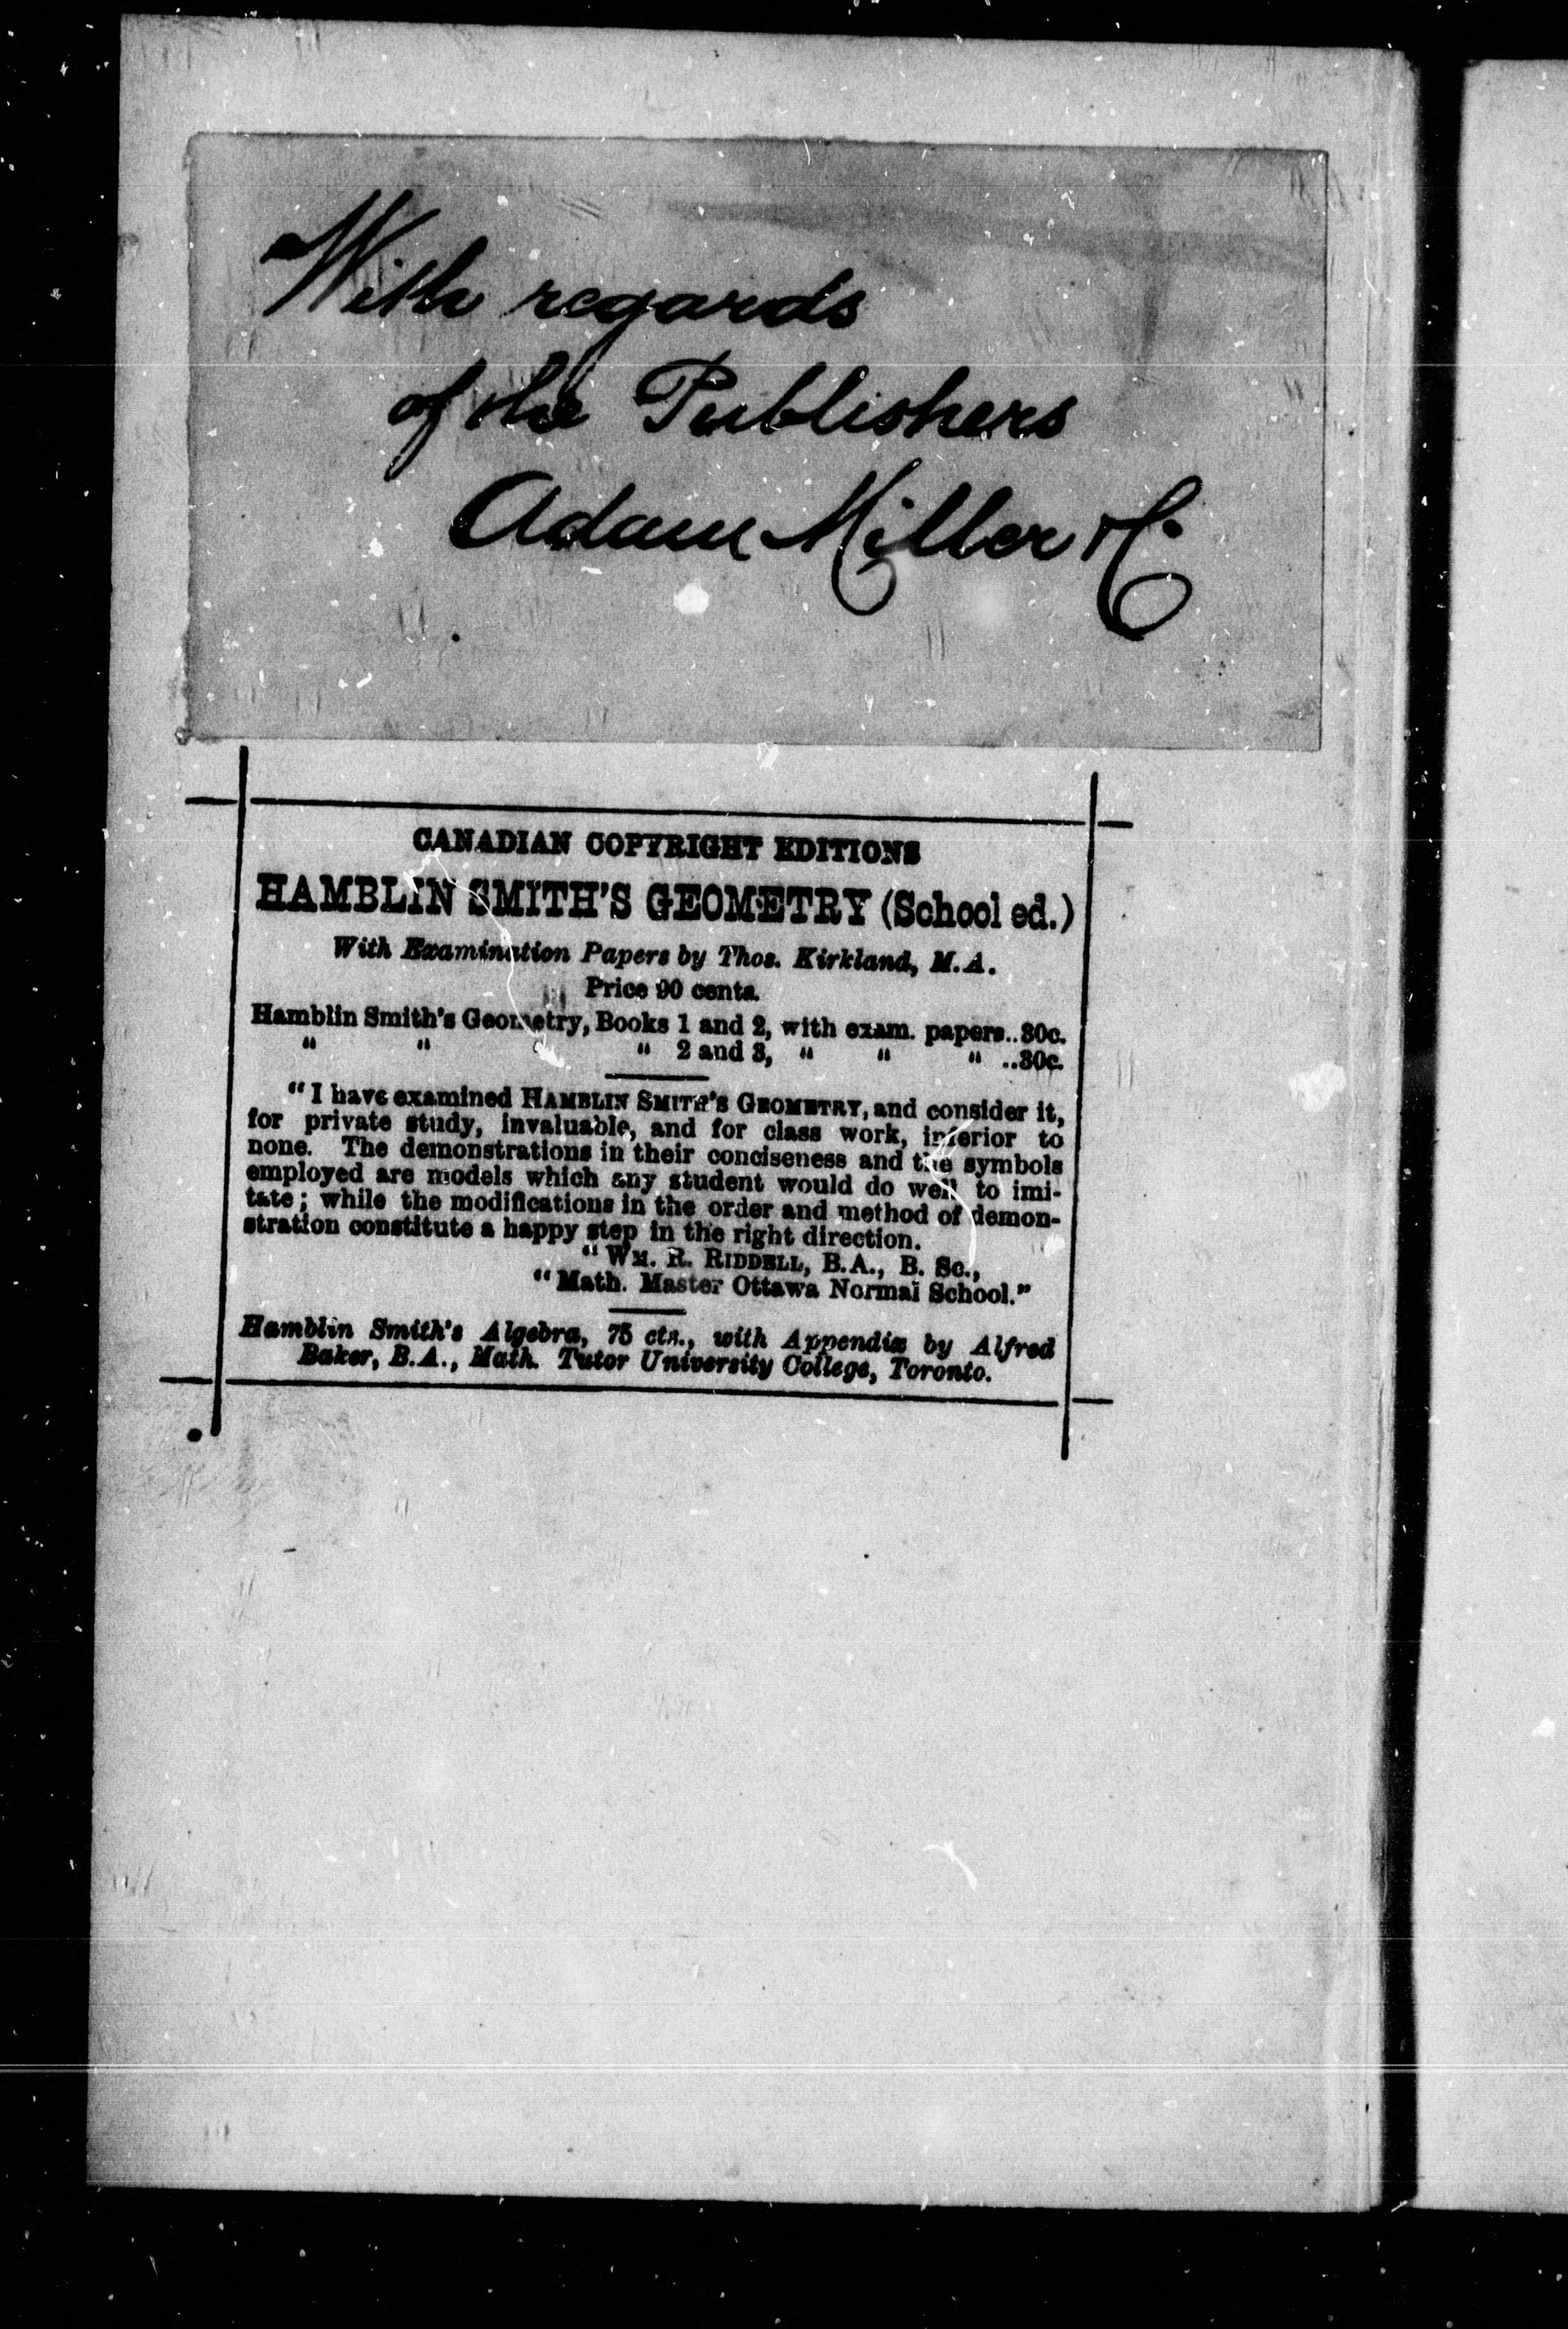 With regards
of the Publishers
Adam Miller & Co.
CANADIAN COPYRIGHT EDITIONS
HAMBLIN SMITH'S GEOMETRY (School ed.)
With Examination Papers by Thos. Kirkland, M.A.
Price 90 cents.
Hamblin Smith's Geometry, Books 1 and 2, with exam. papers..30c.
" " " 2 and 3, " " " ..30c.
"I have examined HAMBLIN SMITH'S GEOMETRY, and consider it,
for private study, invaluable, and for class work, inferior to
none. The demonstrations in their conciseness and the symbols
employed are models which any student would do well to imi-
tate; while the modifications in the order and method of demon-
stration constitute a happy step in the right direction.
"WM. R. RIDDELL, B.A., B. Sc.,
"Math. Master Ottawa Normal School."
Hamblin Smith's Algebra, 75 cts., with Appendix by Alfred
Baker, B.A., Math. Tutor University College, Toronto.